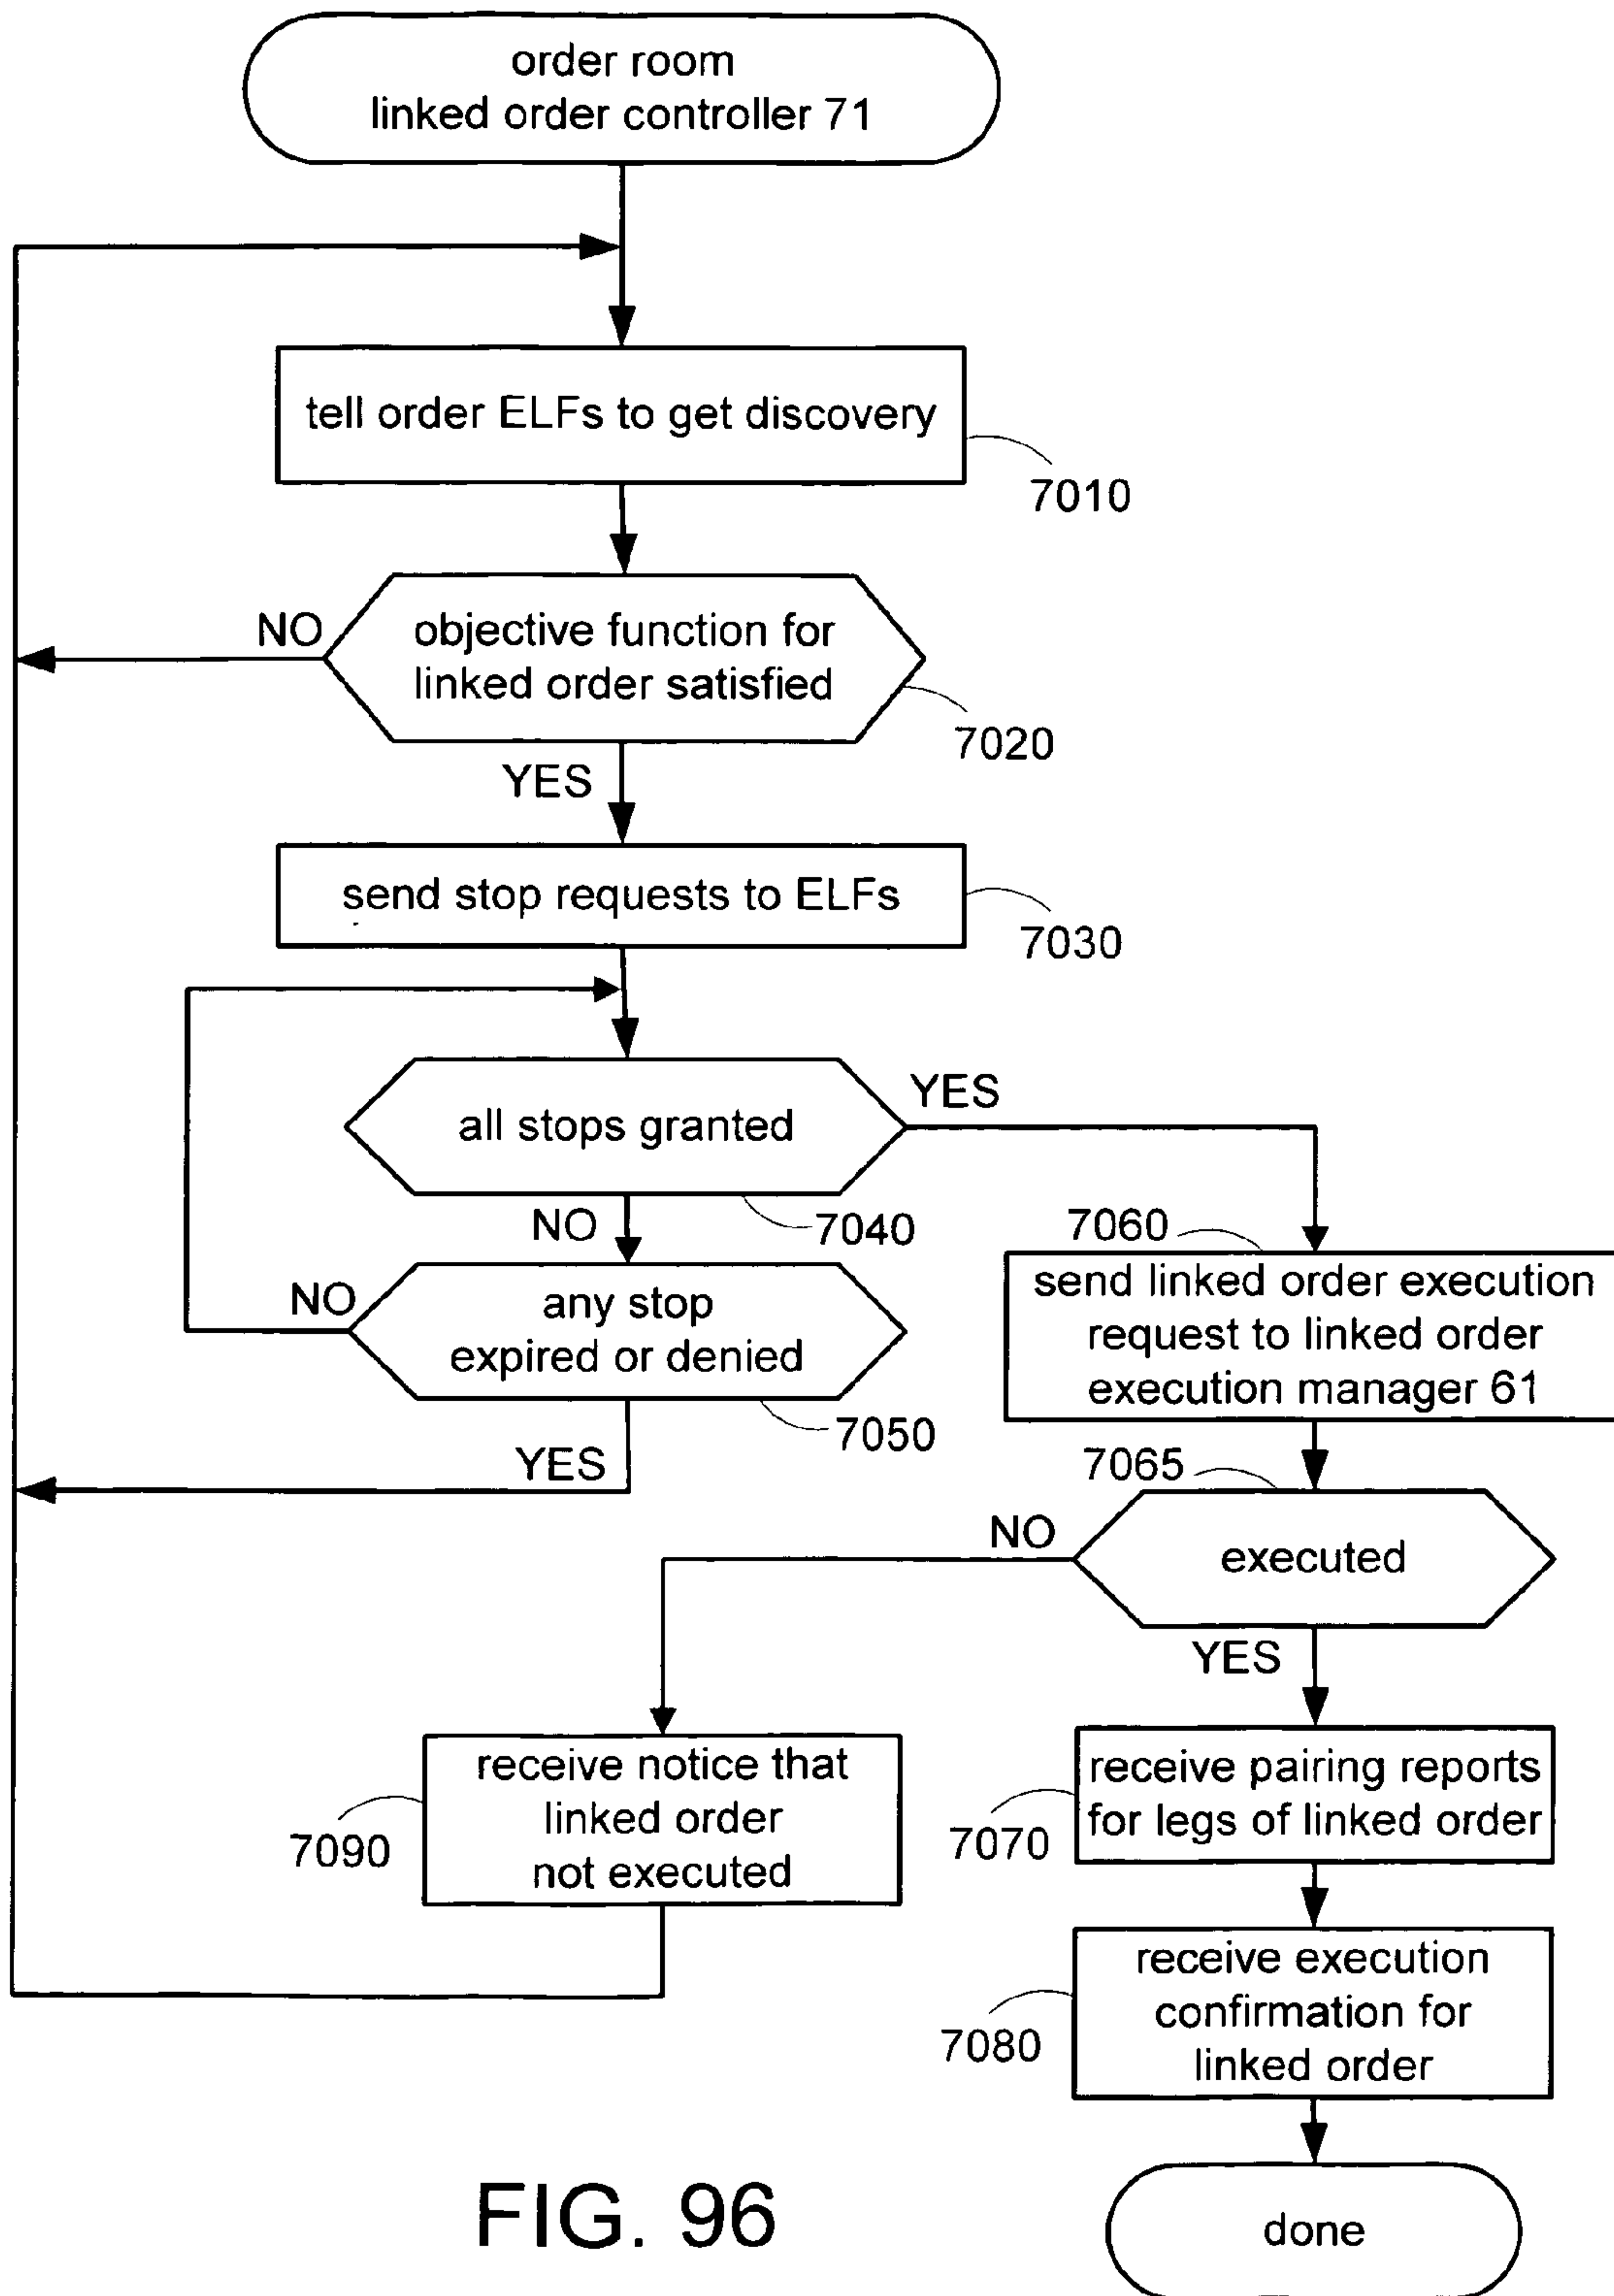 order room
linked order controller 71
tell order ELFs to get discovery
7010
NO
objective function for
linked order satisfied
7020
YES
send stop requests to ELFs
7030
all stops granted
YES
NO
7040
7060
send linked order execution
request to linked order
execution manager 61
NO
any stop
expired or denied
7050
YES
7065
NO
executed
YES
receive notice that
linked order
not executed
7090
receive pairing reports
for legs of linked order
7070
receive execution
confirmation for
linked order
7080
FIG. 96
done